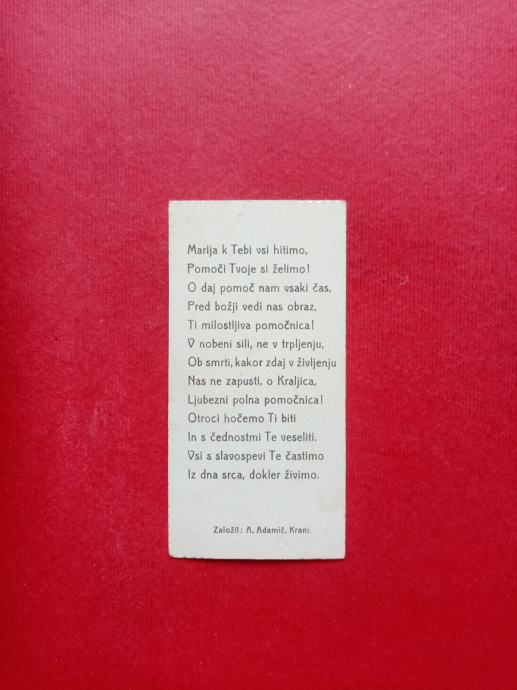 Marija k Tebi vsi hitimo,
Pomoči Tvoje si želimo!
O daj pomoč nam vsaki čas,
Pred božji vedi nas obraz,
Ti milostljiva pomočnica!
V nobeni sili, ne v trpljenju,
Ob smrti, kakor zdaj v življenju
Nas ne zapusti, o Kraljica,
Ljubezni polna pomočnica!
Otroci hočemo Ti biti
In s čednostmi Te veseliti.
Vsi s slavospevi Te častimo
Iz dna srca, dokler živimo.
Založil: A. Adamič, Kranj.